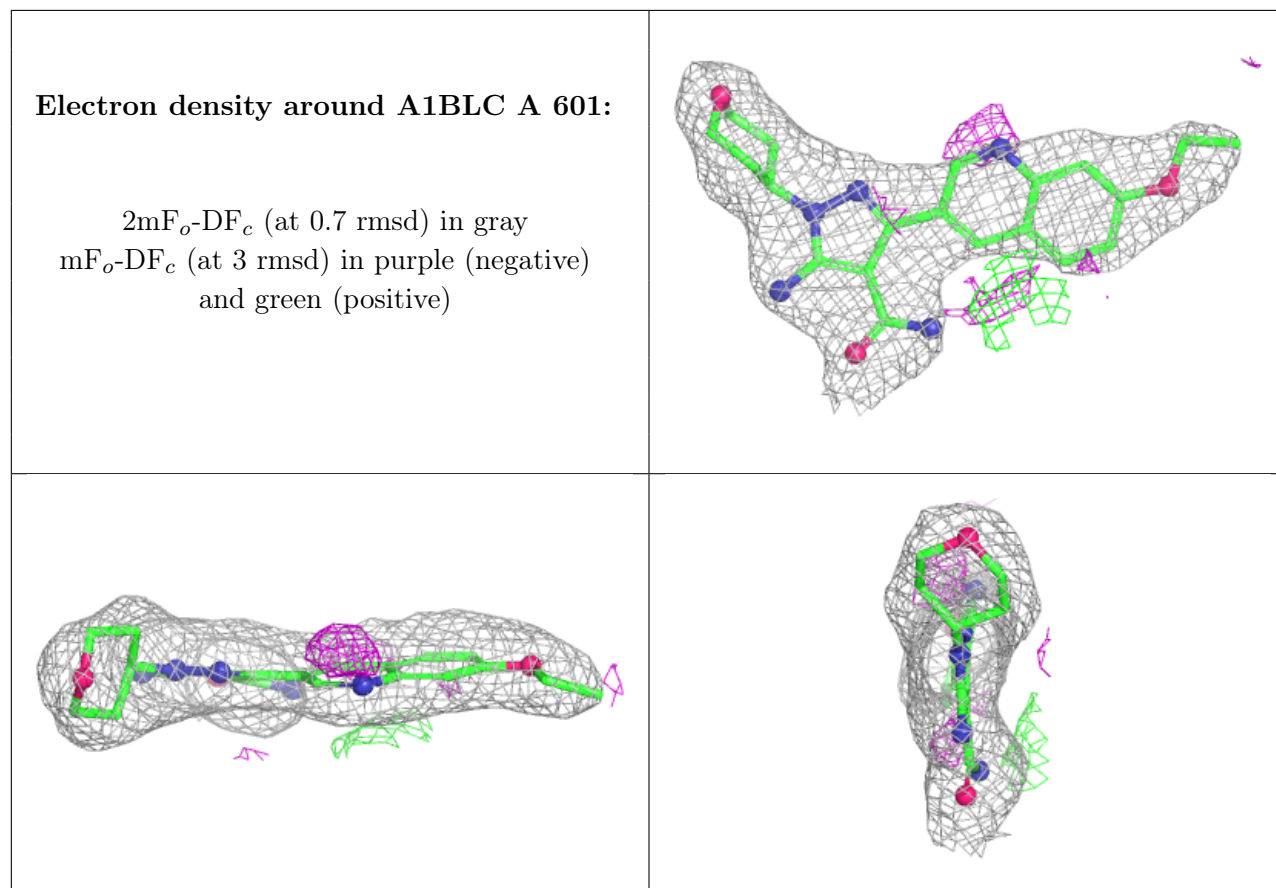 Electron density around A1BLC A 601:
2mFo-DFc (at 0.7 rmsd) in gray
mFo-DFc (at 3 rmsd) in purple (negative)
and green (positive)